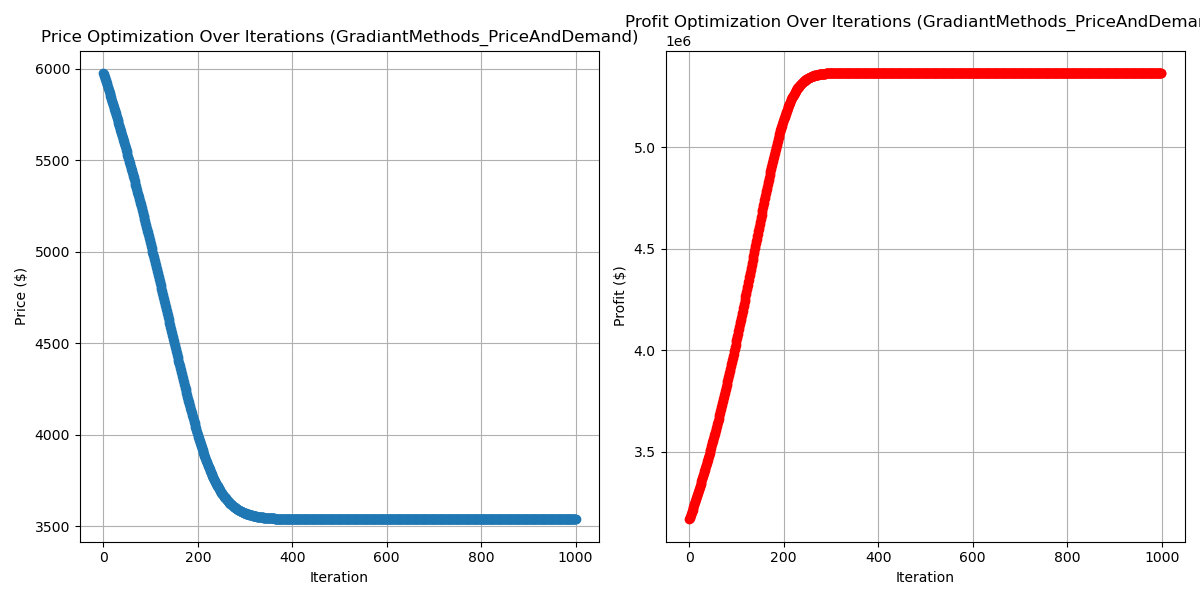 Price Optimization Over Iterations (GradiantMethods_PriceAndDemand)
6000
5500
5000
4500
4000
3500
Price ($)
0 200 400 600 800 1000
Iteration
Profit Optimization Over Iterations (GradiantMethods_PriceAndDeman
1e6
5.0
4.5
4.0
3.5
Profit ($)
0 200 400 600 800 1000
Iteration